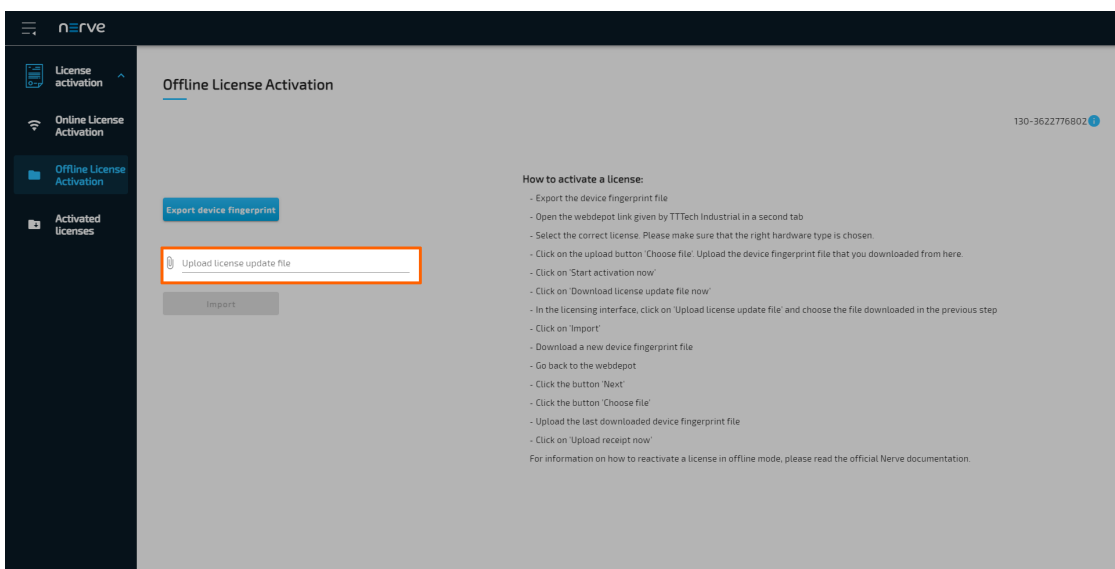 nerve
License
activation
Online License
Activation
Offline License
Activation
Activated
licenses
Offline License Activation
130-3622776802
Export device fingerprint
Upload license update file
Import
How to activate a license:
- Export the device fingerprint file
- Open the webdepot link given by TTTech Industrial in a second tab
- Select the correct license. Please make sure that the right hardware type is chosen.
- Click on the upload button 'Choose file'. Upload the device fingerprint file that you downloaded from here.
- Click on 'Start activation now'
- Click on 'Download license update file now'
- In the licensing interface, click on 'Upload license update file' and choose the file downloaded in the previous step
- Click on 'Import'
- Download a new device fingerprint file
- Go back to the webdepot
- Click the button 'Next'
- Click the button 'Choose file'
- Upload the last downloaded device fingerprint file
- Click on 'Upload receipt now'
For information on how to reactivate a license in offline mode, please read the official Nerve documentation.